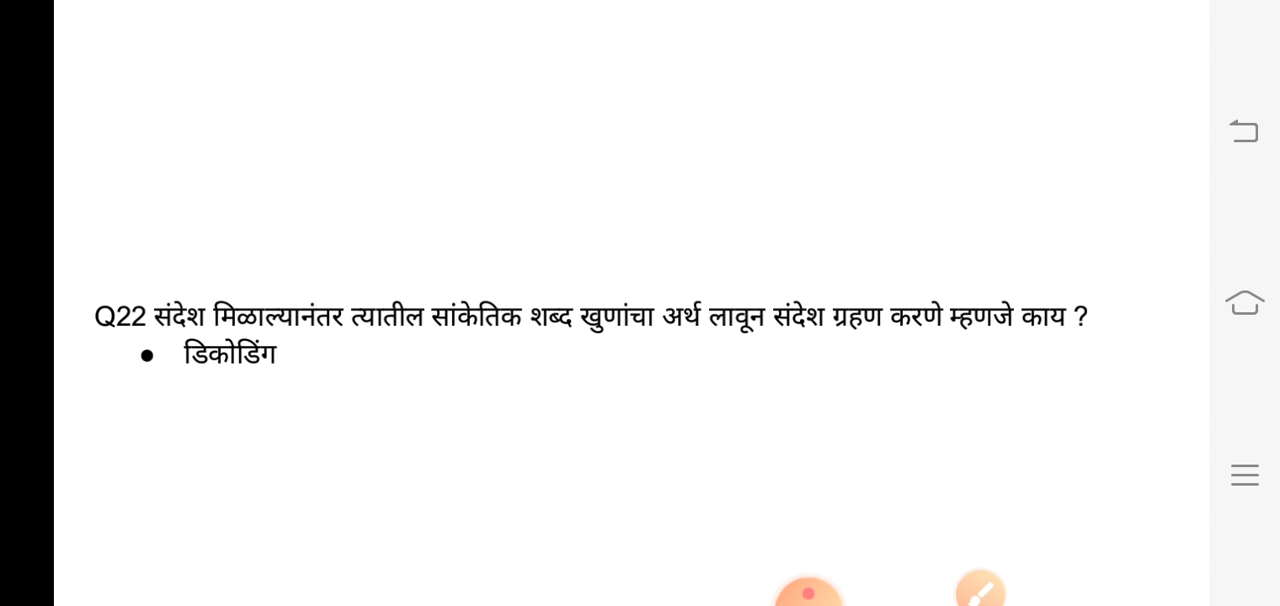 Q22 संदेश मिळाल्यानंतर त्यातील सांकेतिक शब्द खुणांचा अर्थ लावून संदेश ग्रहण करणे म्हणजे काय ?
● डिकोडिंग